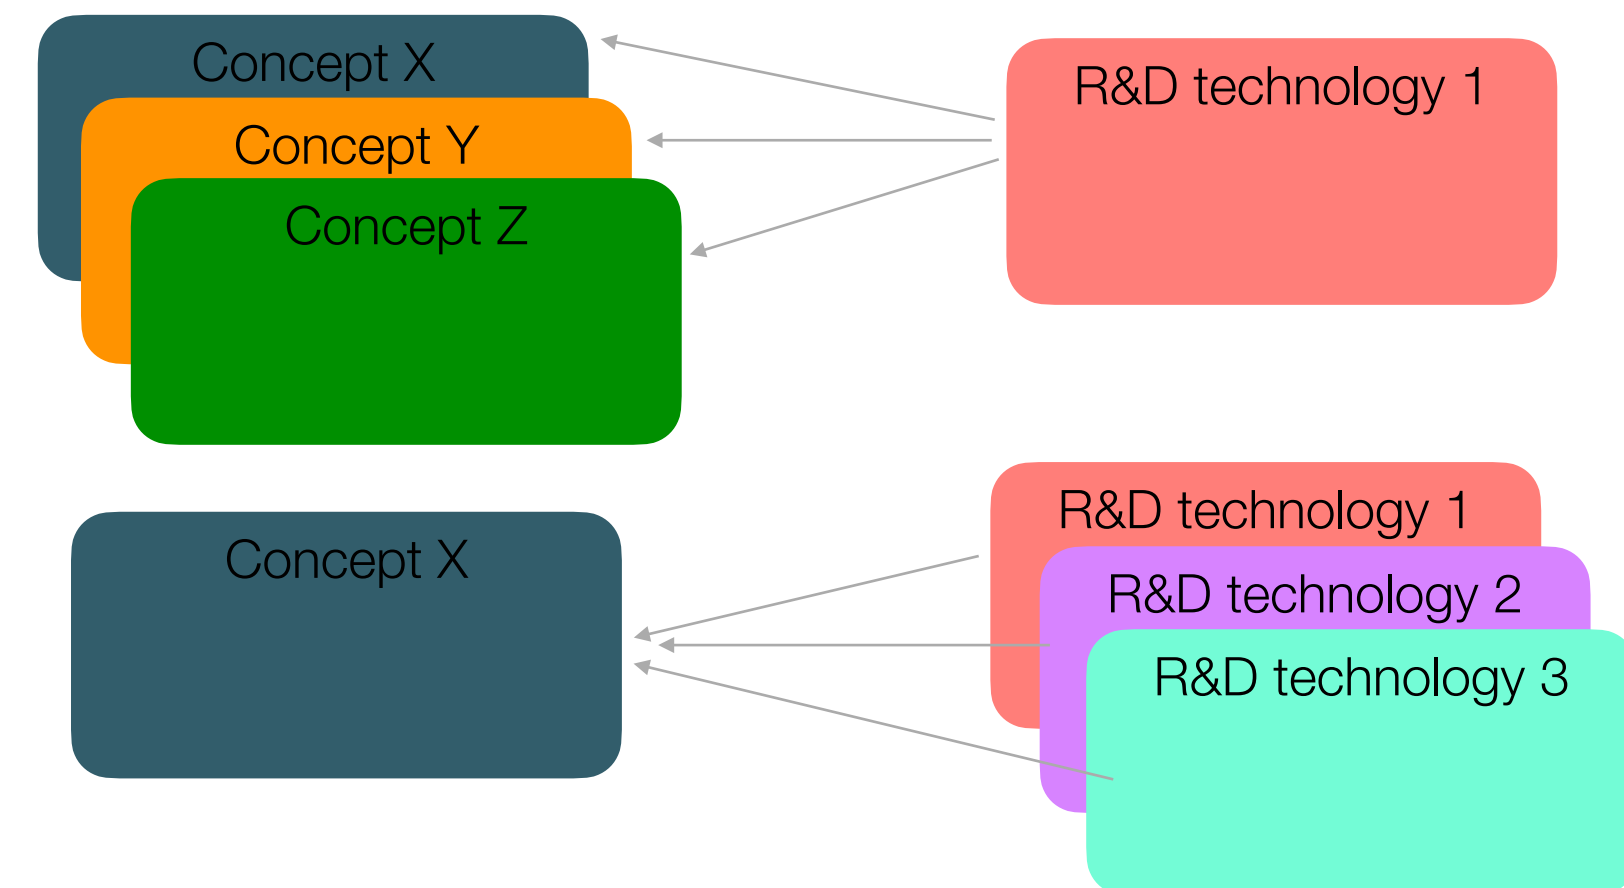 Concept X
Concept Y
Concept Z
R&D technology 1
Concept X
R&D technology 1
R&D technology 2
R&D technology 3